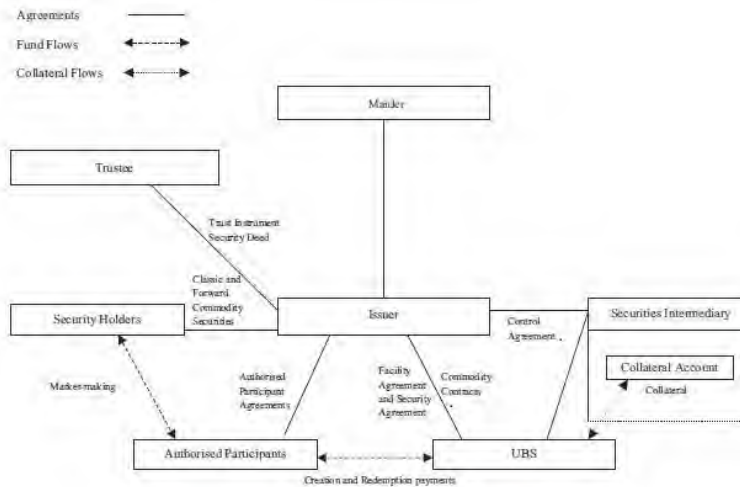 Agreements
Fund Flows
Collateral Flows
Trustee
Trust Instrument
Security Deed
Classic and
Forward
Commodity
Securities
Security Holders
Issuer
Control
Agreement
Securities Intermediary
Collateral Account
Collateral
Market-making
Authorised
Participant
Agreements
Facility
Agreement
and Security
Agreement
Commodity
Contracts
Authorised Participants
UBS
Creation and Redemption payments